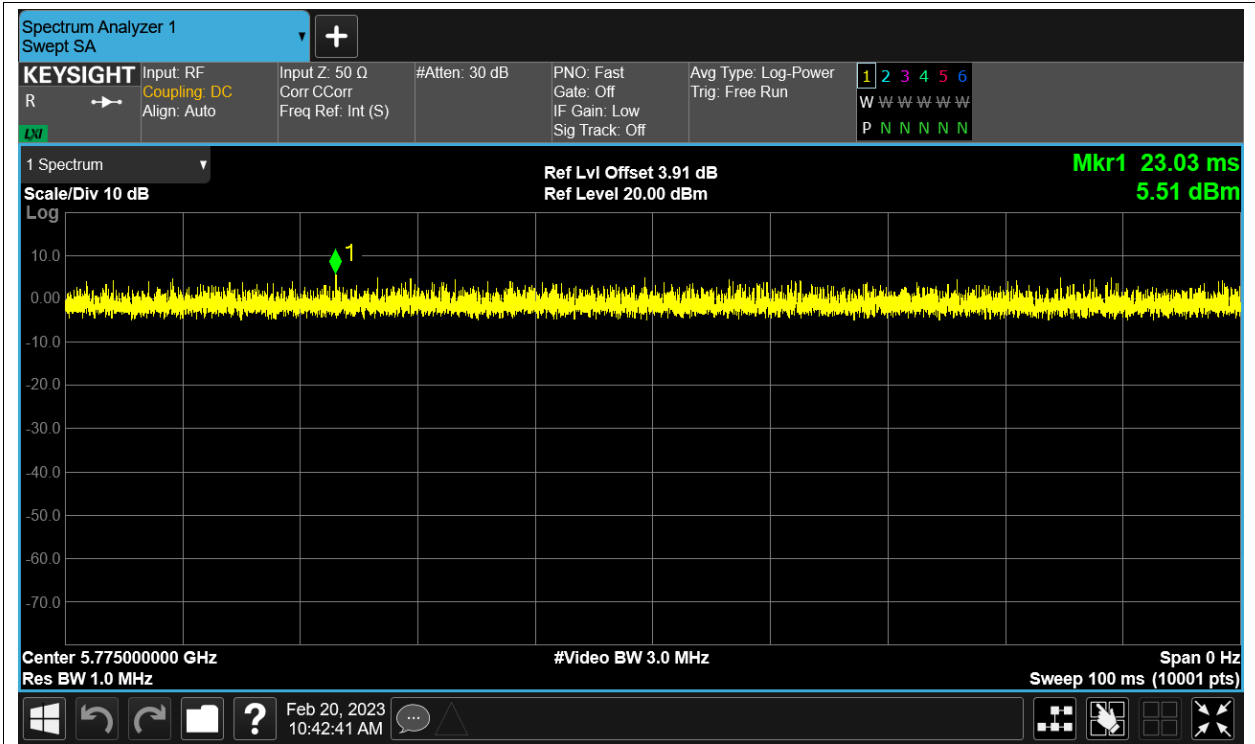 Spectrum Analyzer 1
Swept SA
KEYSIGHT
R
LXI
Input: RF
Coupling: DC
Align: Auto
Input Z: 50 Ω
Corr CCorr
Freq Ref: Int (S)
#Atten: 30 dB
PNO: Fast
Gate: Off
IF Gain: Low
Sig Track: Off
Avg Type: Log-Power
Trig: Free Run
1 2 3 4 5 6
W W W W W W
P N N N N N
1 Spectrum
Scale/Div 10 dB
Ref Lvl Offset 3.91 dB
Ref Level 20.00 dBm
Mkr1 23.03 ms
5.51 dBm
Log
1
10.0
0.00
-10.0
-20.0
-30.0
-40.0
-50.0
-60.0
-70.0
Center 5.775000000 GHz
Res BW 1.0 MHz
#Video BW 3.0 MHz
Span 0 Hz
Sweep 100 ms (10001 pts)
?
Feb 20, 2023
10:42:41 AM